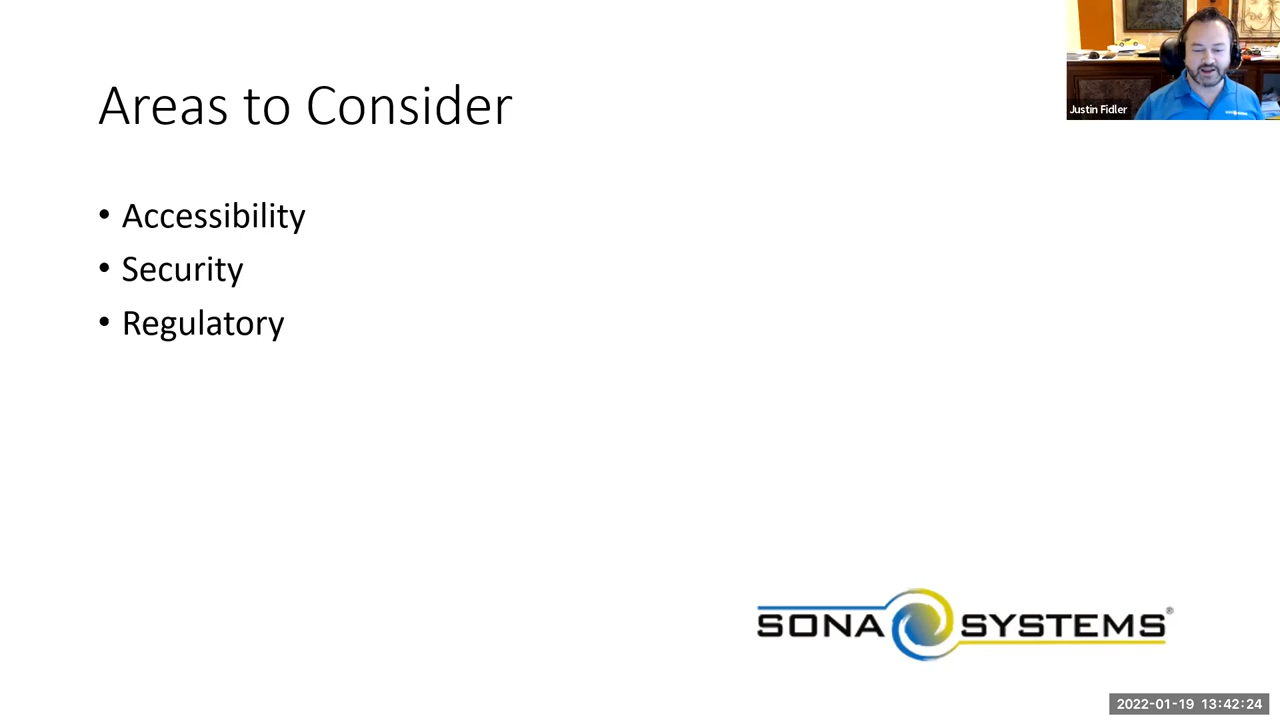 Areas to Consider
Justin Fidler
• Accessibility
• Security
• Regulatory
SONA SYSTEMS®
2022-01-19 13:42:24